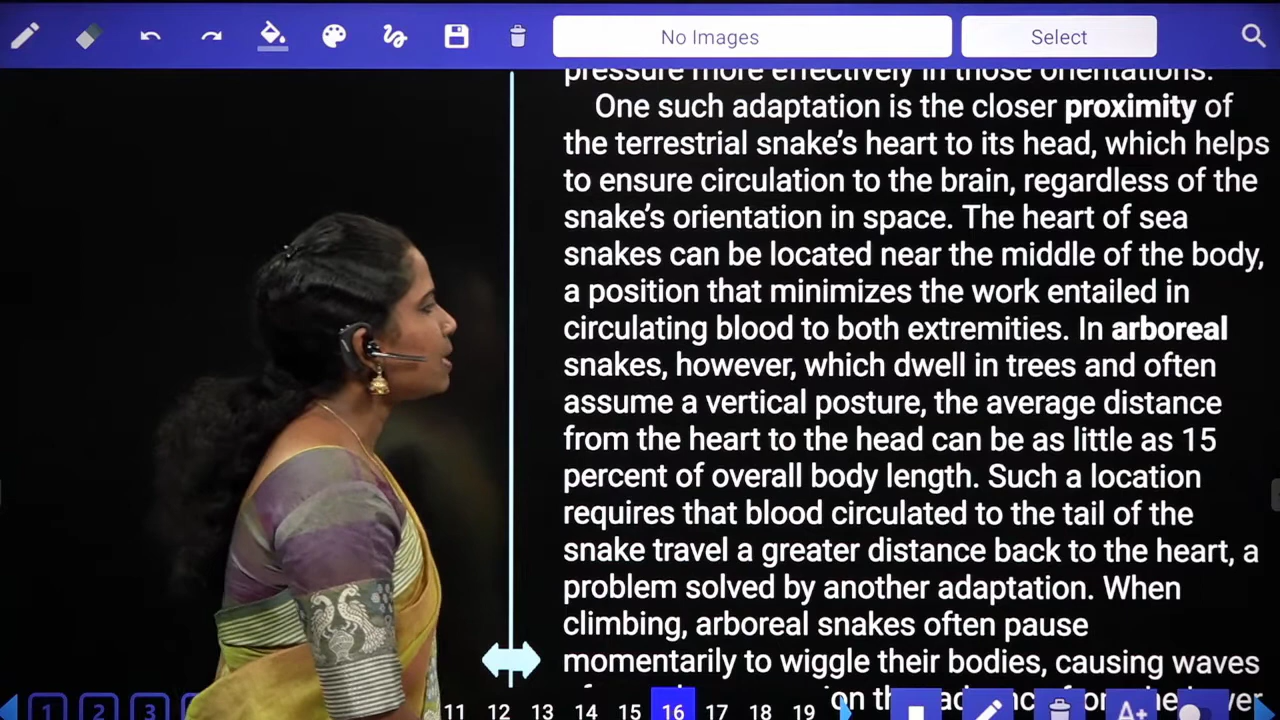 No Images
Select
pressure more effectively in those orientations.
One such adaptation is the closer proximity of
the terrestrial snake's heart to its head, which helps
to ensure circulation to the brain, regardless of the
snake's orientation in space. The heart of sea
snakes can be located near the middle of the body,
a position that minimizes the work entailed in
circulating blood to both extremities. In arboreal
snakes, however, which dwell in trees and often
assume a vertical posture, the average distance
from the heart to the head can be as little as 15
percent of overall body length. Such a location
requires that blood circulated to the tail of the
snake travel a greater distance back to the heart, a
problem solved by another adaptation. When
climbing, arboreal snakes often pause
momentarily to wiggle their bodies, causing waves
1 2 3 11 12 13 14 15 16 17 18 19 A+